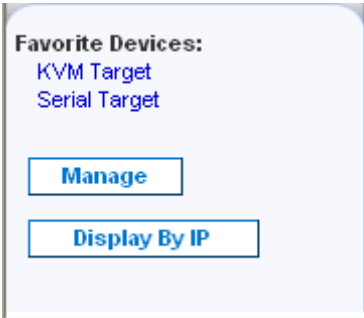 Favorite Devices:
KVM Target
Serial Target
Manage
Display By IP